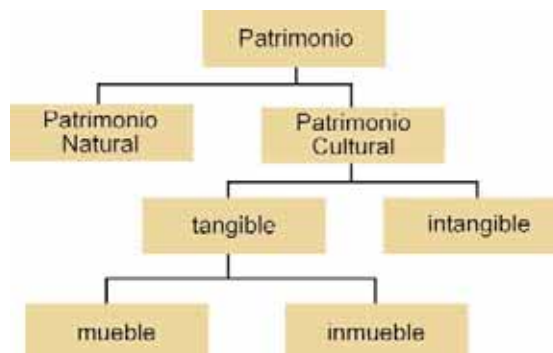 Patrimonio
Patrimonio
Natural
Patrimonio
Cultural
tangible
intangible
mueble
inmueble